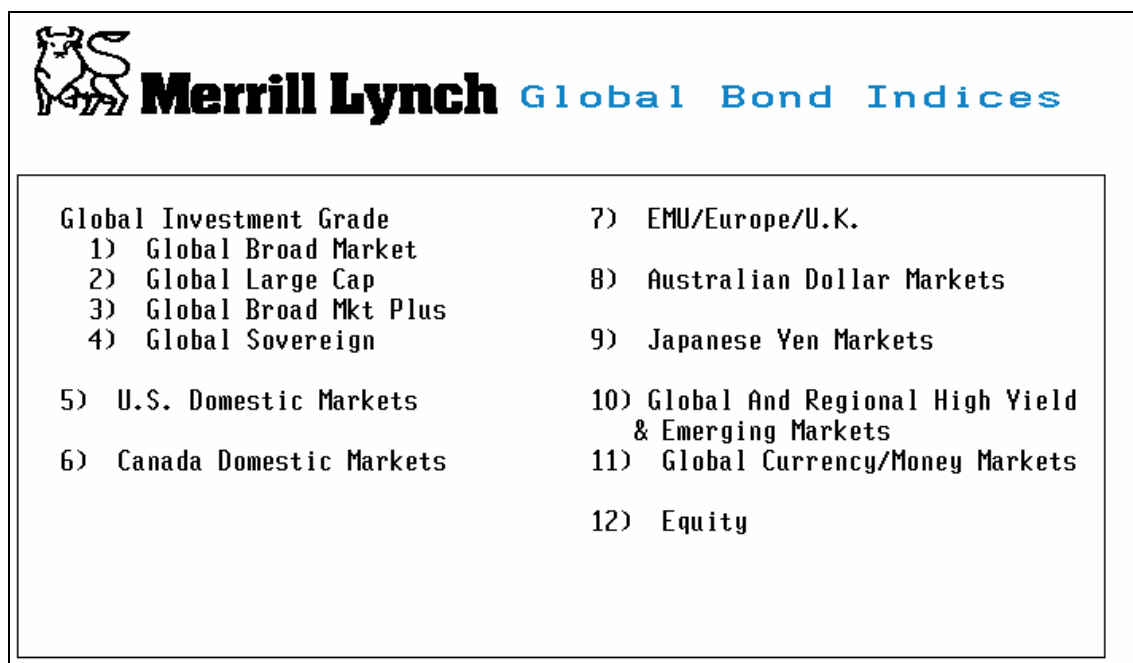 Merrill Lynch Global Bond Indices
Global Investment Grade
1) Global Broad Market
2) Global Large Cap
3) Global Broad Mkt Plus
4) Global Sovereign
5) U.S. Domestic Markets
6) Canada Domestic Markets
7) EMU/Europe/U.K.
8) Australian Dollar Markets
9) Japanese Yen Markets
10) Global And Regional High Yield
& Emerging Markets
11) Global Currency/Money Markets
12) Equity